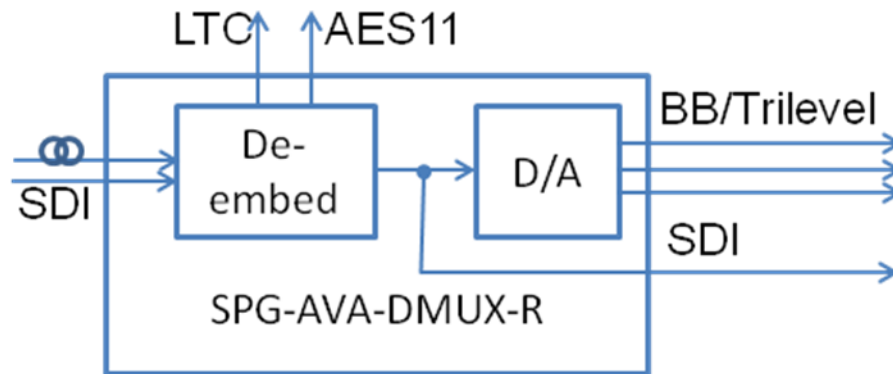 LTC
AES11
BB/Trilevel
De-
embed
D/A
SDI
SDI
SPG-AVA-DMUX-R